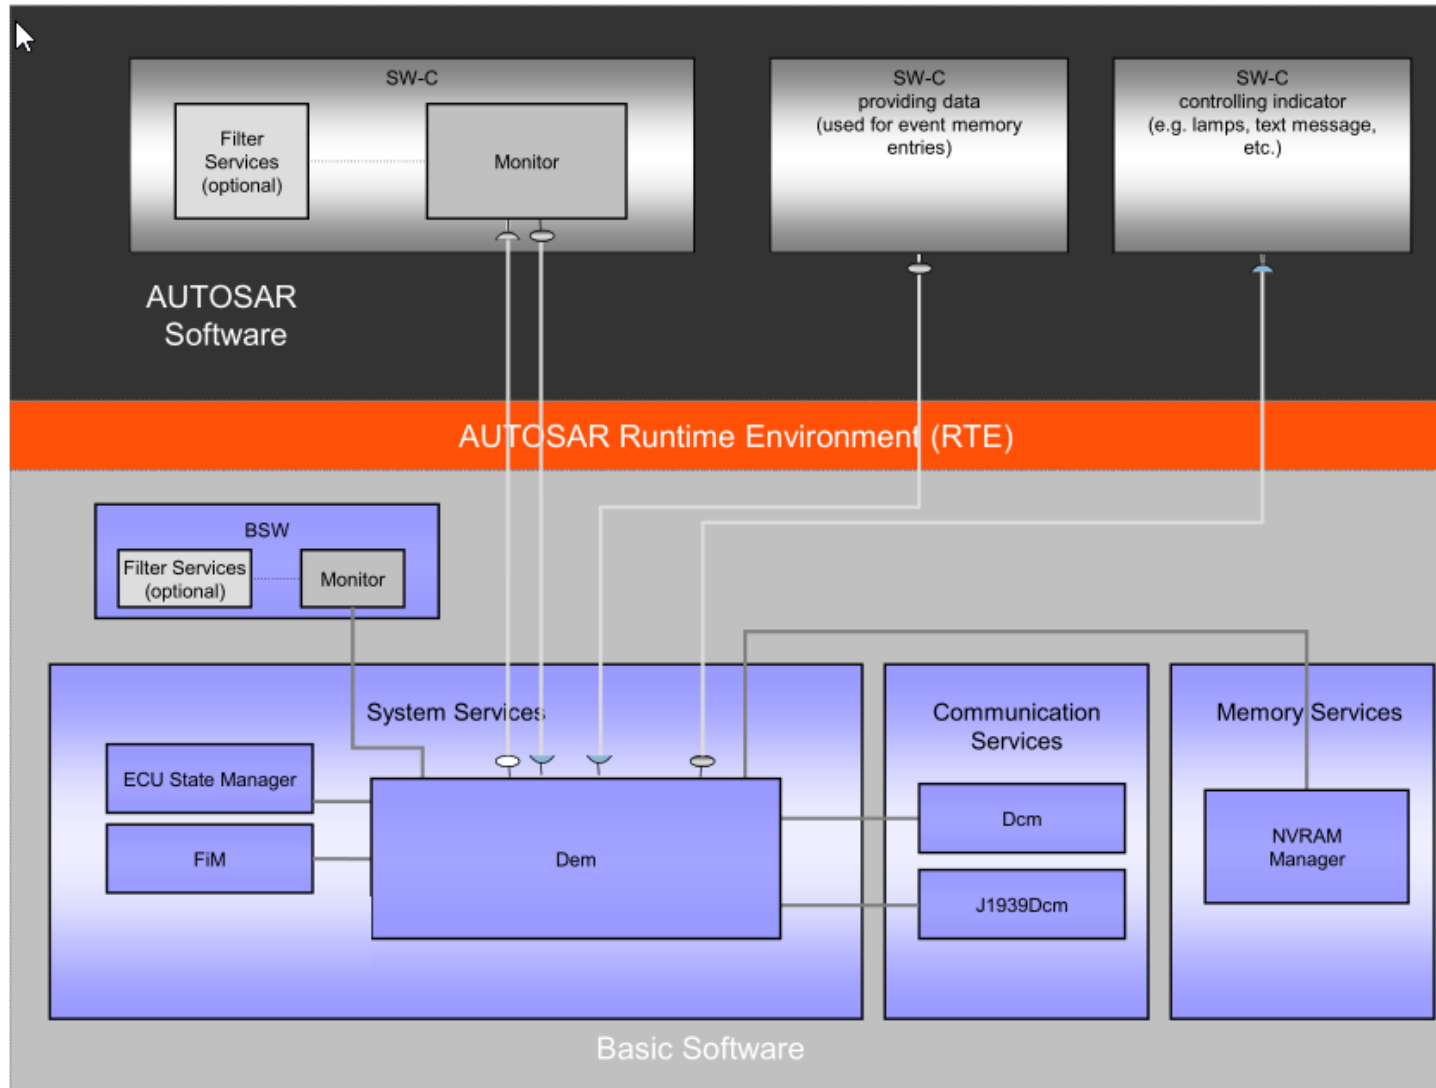 SW-C
Filter
Services
(optional)
Monitor
SW-C
providing data
(used for event memory
entries)
SW-C
controlling indicator
(e.g. lamps, text message,
etc.)
AUTOSAR
Software
AUTOSAR Runtime Environment (RTE)
BSW
Filter Services
(optional)
Monitor
System Services
ECU State Manager
FiM
Dem
Communication
Services
Dcm
J1939Dcm
Memory Services
NVRAM
Manager
Basic Software